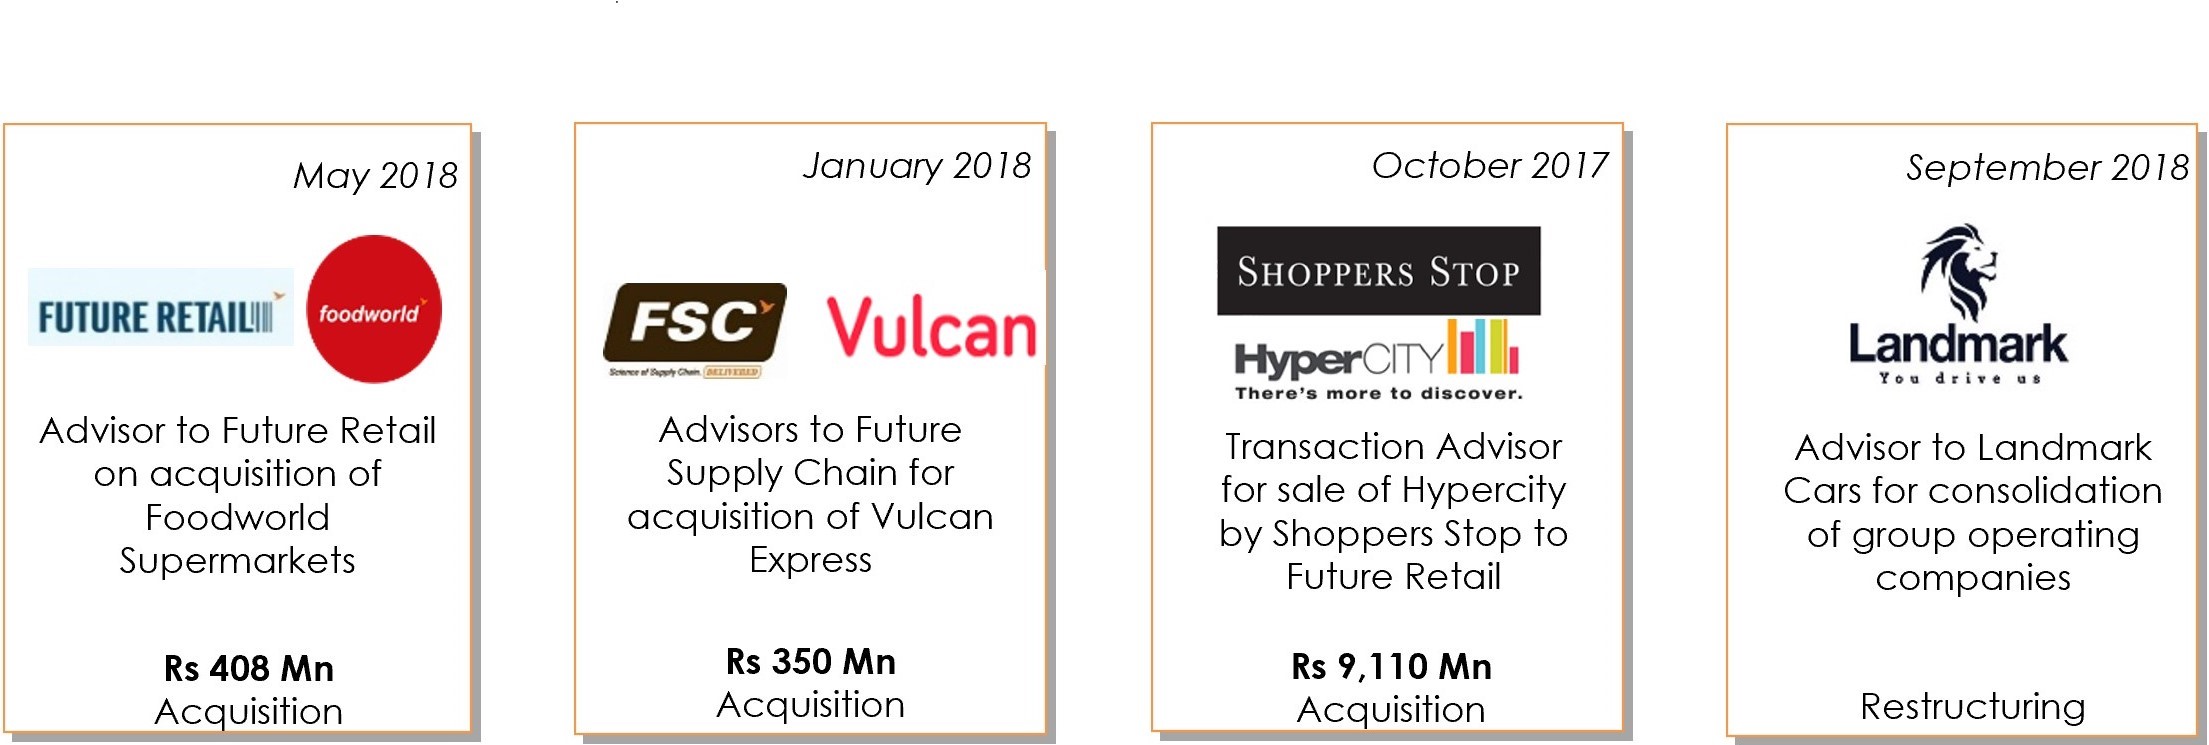 May 2018
FUTURE RETAIL
foodworld
Advisor to Future Retail
on acquisition of
Foodworld
Supermarkets
Rs 408 Mn
Acquisition
January 2018
FSC
Science of Supply Chain. DELIVERED
Vulcan
Advisors to Future
Supply Chain for
acquisition of Vulcan
Express
Rs 350 Mn
Acquisition
October 2017
SHOPPERS STOP
HyperCITY
There's more to discover.
Transaction Advisor
for sale of Hypercity
by Shoppers Stop to
Future Retail
Rs 9,110 Mn
Acquisition
September 2018
Landmark
You drive us
Advisor to Landmark
Cars for consolidation
of group operating
companies
Restructuring